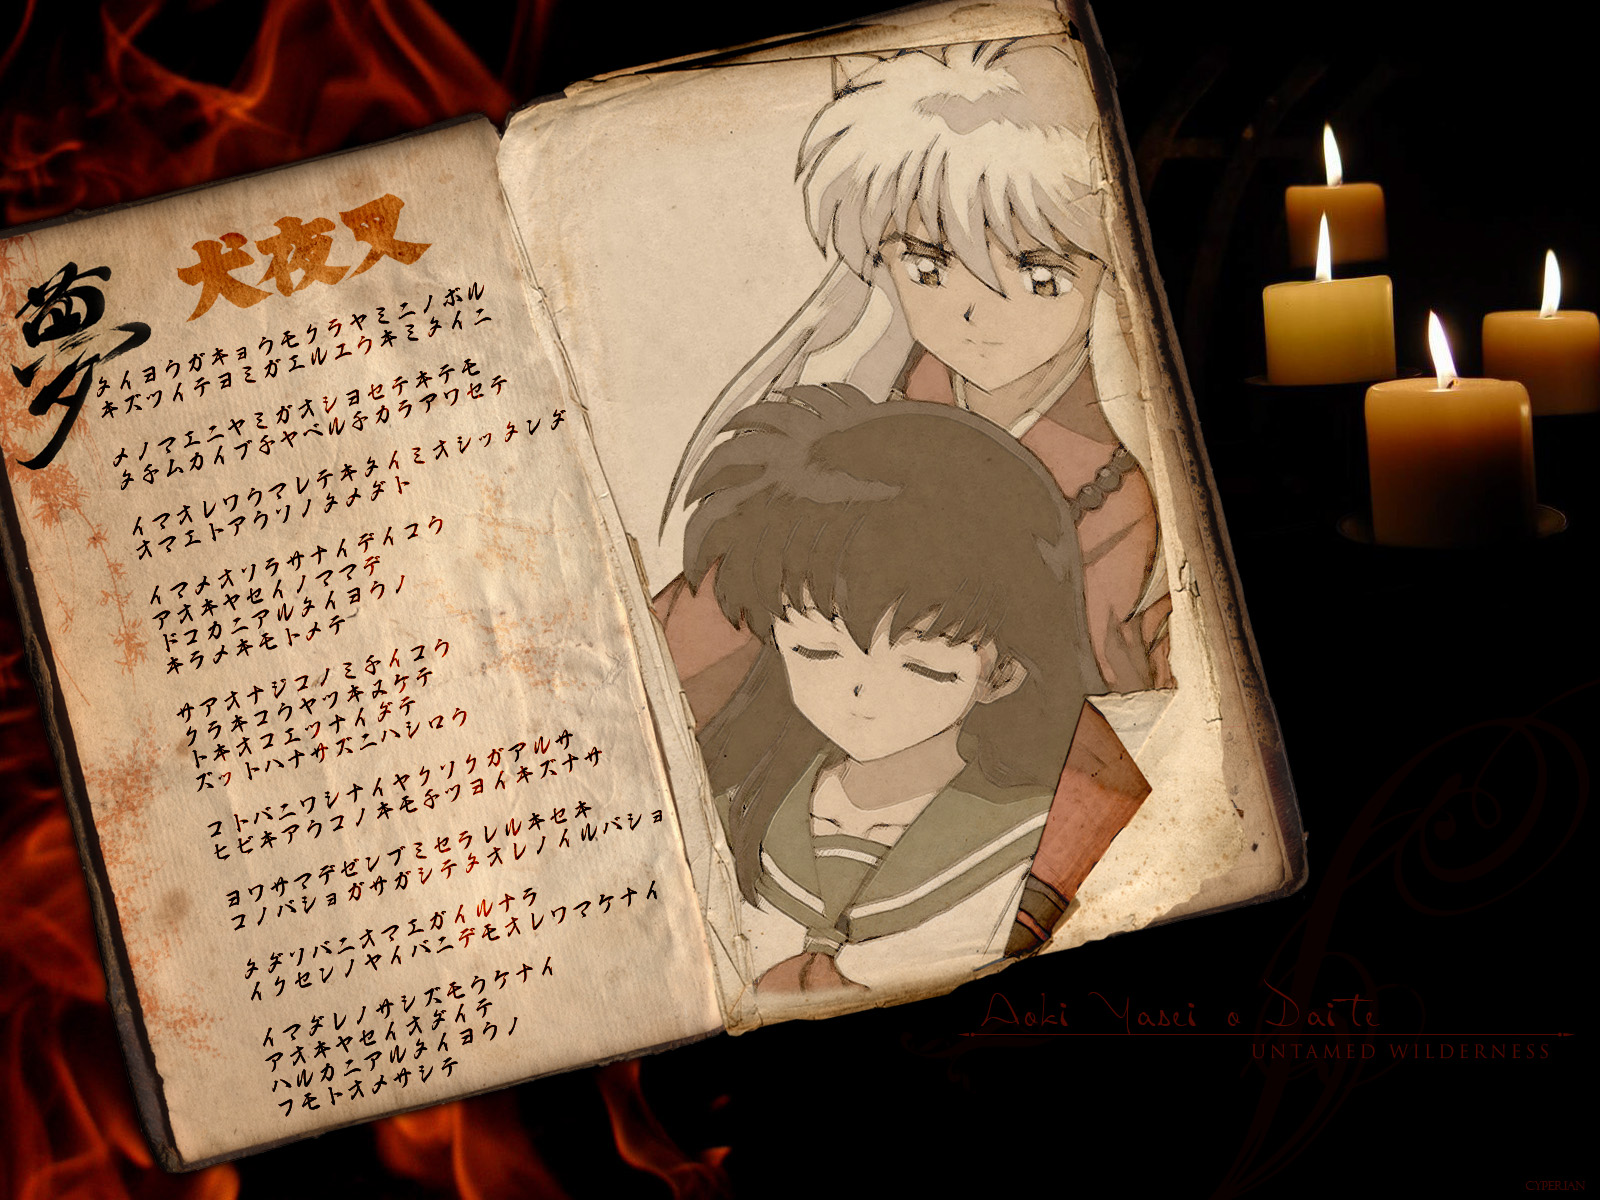 犬夜叉
夢
タイヨウガキョウモクラヤミニノボル
キズツイテヨミガエルエウキミタイニ
メノマエニヤミガオシヨセテキテモ
タチムカイブチヤベルチカラアワセテ
イマオレワウマレテキタイミオシッタンダ
オマエトアウソノタメダト
イマメオソラサナイデイコウ
アオキヤセイノママデ
ドコカニアルタイヨウノ
キラメキモトメテ
サアオナジコノミチイコウ
クラキコウヤツキヌケテ
トキオコエツナイダテ
ズットハナサズニハシロウ
コトバニワシナイヤクソクガアルサ
ヒビキアウコノキモチツヨイキズナサ
ヨワサマデゼンブミセラレルキセキ
コノバショガサガシテタオレノイルバショ
タダソバニオマエガイルナラ
イクセンノヤイバニデモオレワマケナイ
イマダレノサシズモウケナイ
アオキヤセイオダイテ
ハルカニアルタイヨウノ
フモトオメサシテ
Aoki Yasei o Daite
UNTAMED WILDERNESS
CYPERIAN